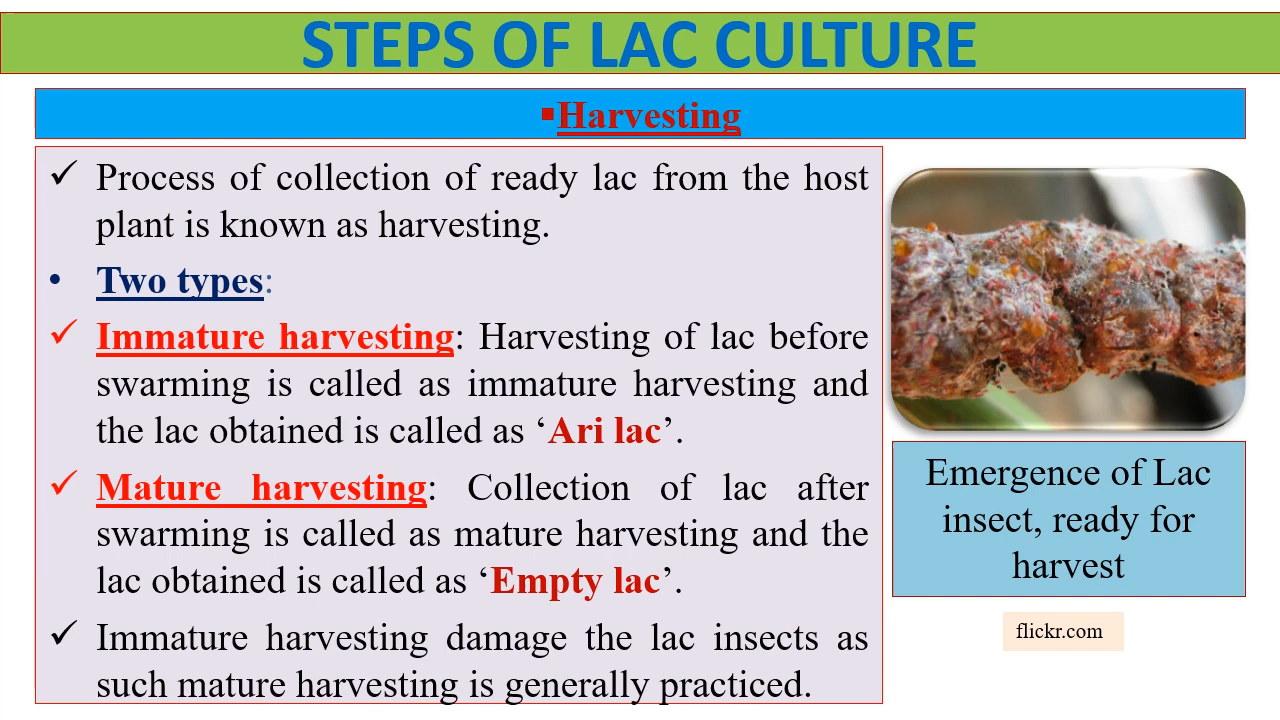 STEPS OF LAC CULTURE
▪Harvesting
✓ Process of collection of ready lac from the host
plant is known as harvesting.
• Two types:
✓ Immature harvesting: Harvesting of lac before
swarming is called as immature harvesting and
the lac obtained is called as ‘Ari lac’.
✓ Mature harvesting: Collection of lac after
swarming is called as mature harvesting and the
lac obtained is called as ‘Empty lac’.
✓ Immature harvesting damage the lac insects as
such mature harvesting is generally practiced.
Emergence of Lac
insect, ready for
harvest
flickr.com